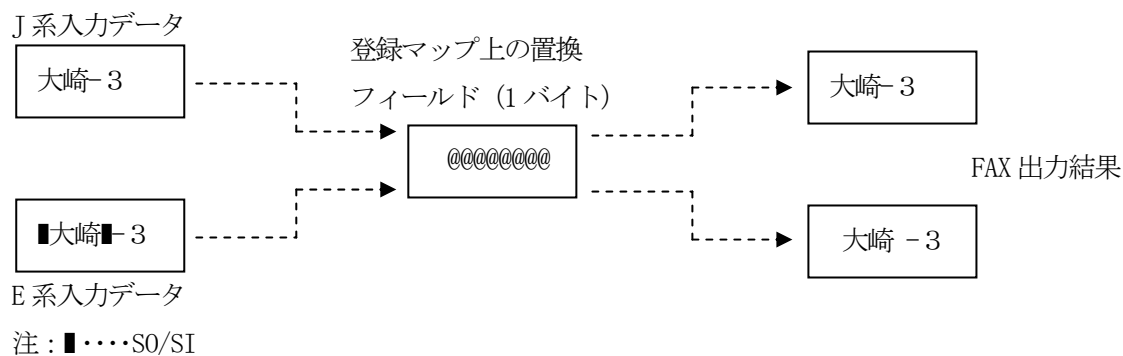 J系入力データ
大崎-3
登録マップ上の置換
フィールド(1バイト)
@@@@@@@@
大崎-3
FAX出力結果
▮大崎▮-3
大崎 -3
E系入力データ
注:▮････SO/SI